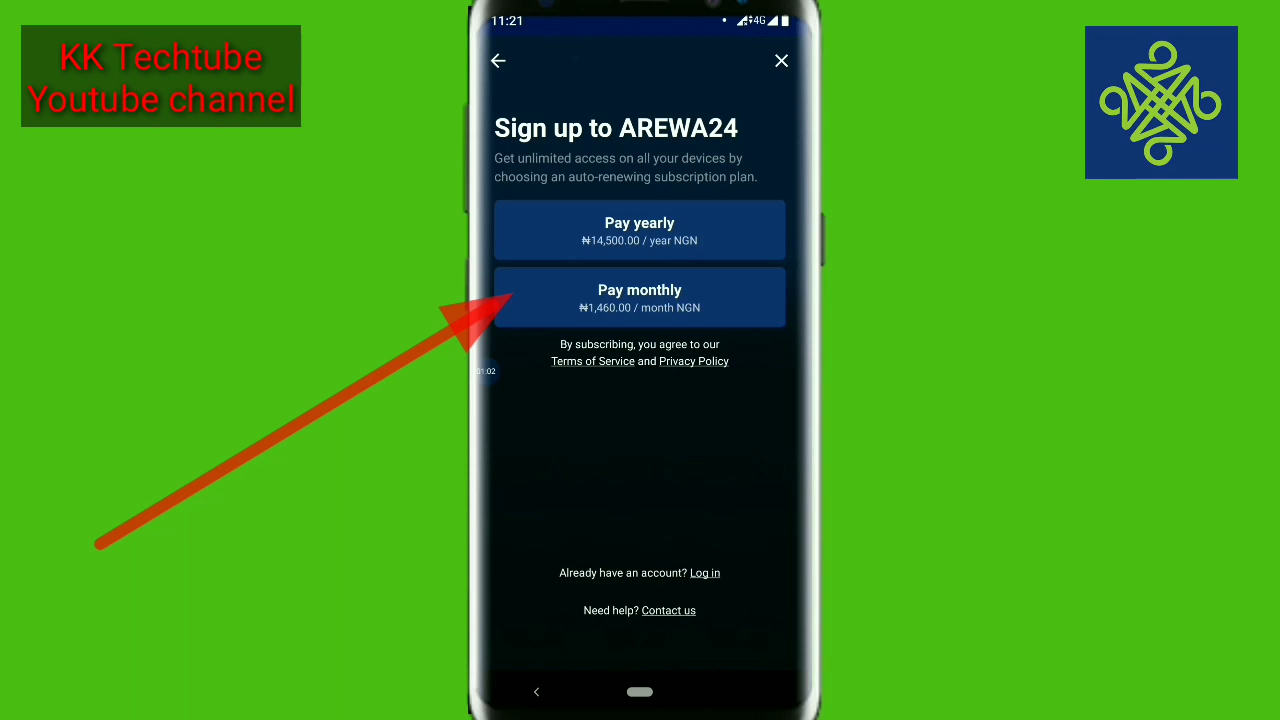 KK Techtube
Youtube channel
11:21
4G
Sign up to AREWA24
Get unlimited access on all your devices by
choosing an auto-renewing subscription plan.
Pay yearly
₦14,500.00 / year NGN
Pay monthly
₦1,460.00 / month NGN
By subscribing, you agree to our
Terms of Service and Privacy Policy
01:02
Already have an account? Log in
Need help? Contact us